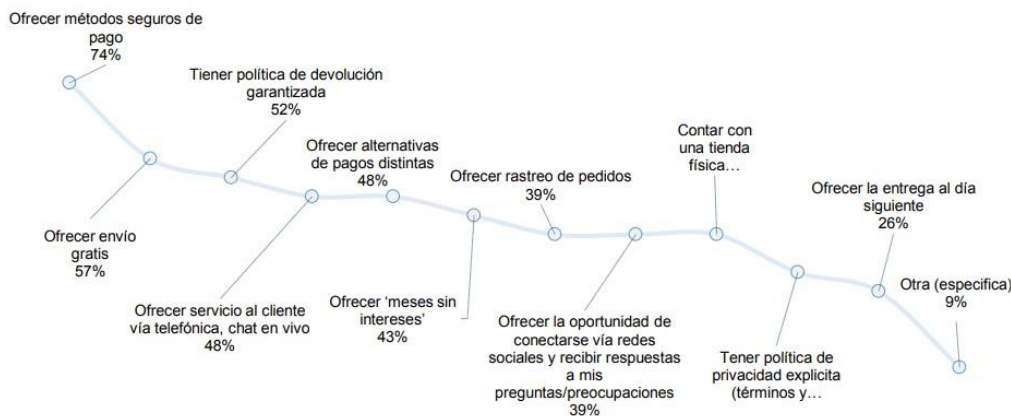 Ofrecer métodos seguros de
pago
74%
Ofrecer envío
gratis
57%
Tiener política de devolución
garantizada
52%
Ofrecer servicio al cliente
vía telefónica, chat en vivo
48%
Ofrecer alternativas
de pagos distintas
48%
Ofrecer ‘meses sin
intereses’
43%
Ofrecer rastreo de pedidos
39%
Ofrecer la oportunidad de
conectarse vía redes
sociales y recibir respuestas
a mis
preguntas/preocupaciones
39%
Contar con
una tienda
física…
Tener política de
privacidad explicita
(términos y…
Ofrecer la entrega al día
siguiente
26%
Otra (especifica)
9%